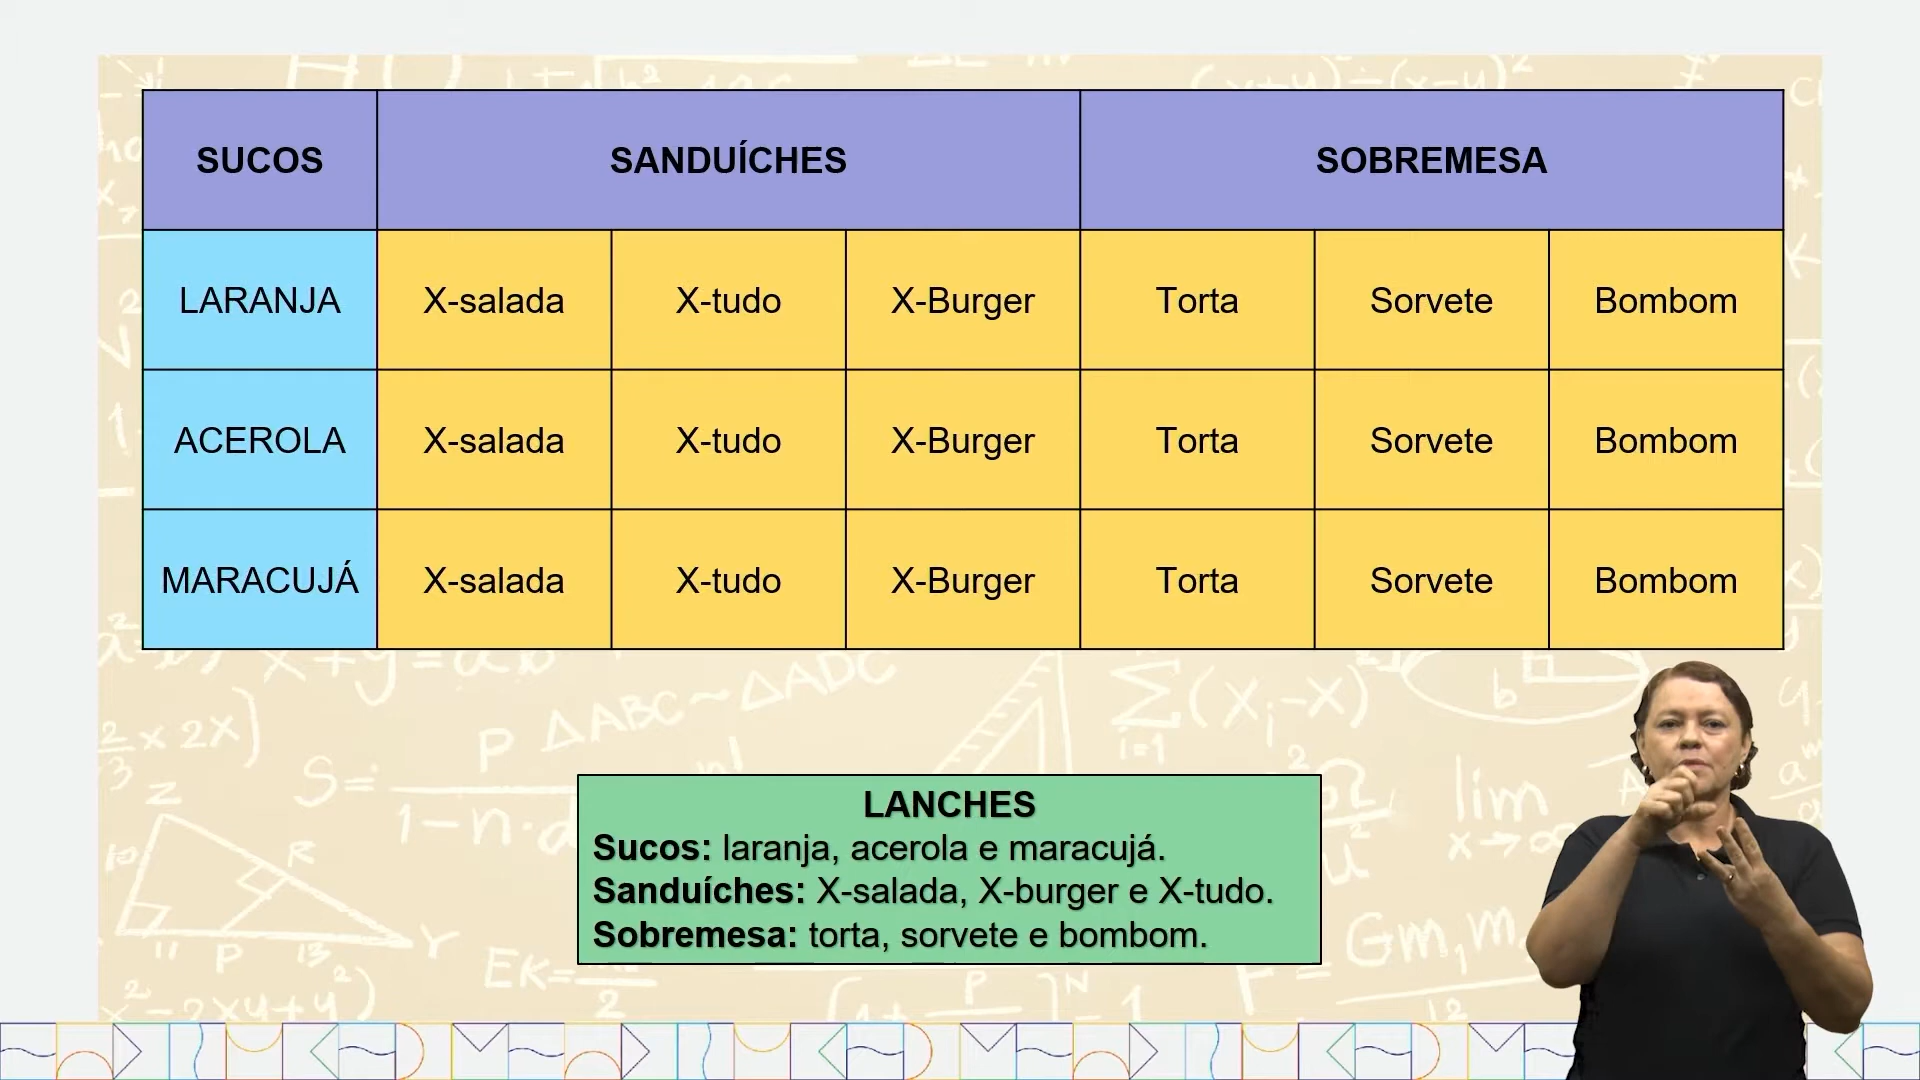 SUCOS SANDUÍCHES SOBREMESA
LARANJA X-salada X-tudo X-Burger Torta Sorvete Bombom
ACEROLA X-salada X-tudo X-Burger Torta Sorvete Bombom
MARACUJÁ X-salada X-tudo X-Burger Torta Sorvete Bombom
LANCHES
Sucos: laranja, acerola e maracujá.
Sanduíches: X-salada, X-burger e X-tudo.
Sobremesa: torta, sorvete e bombom.